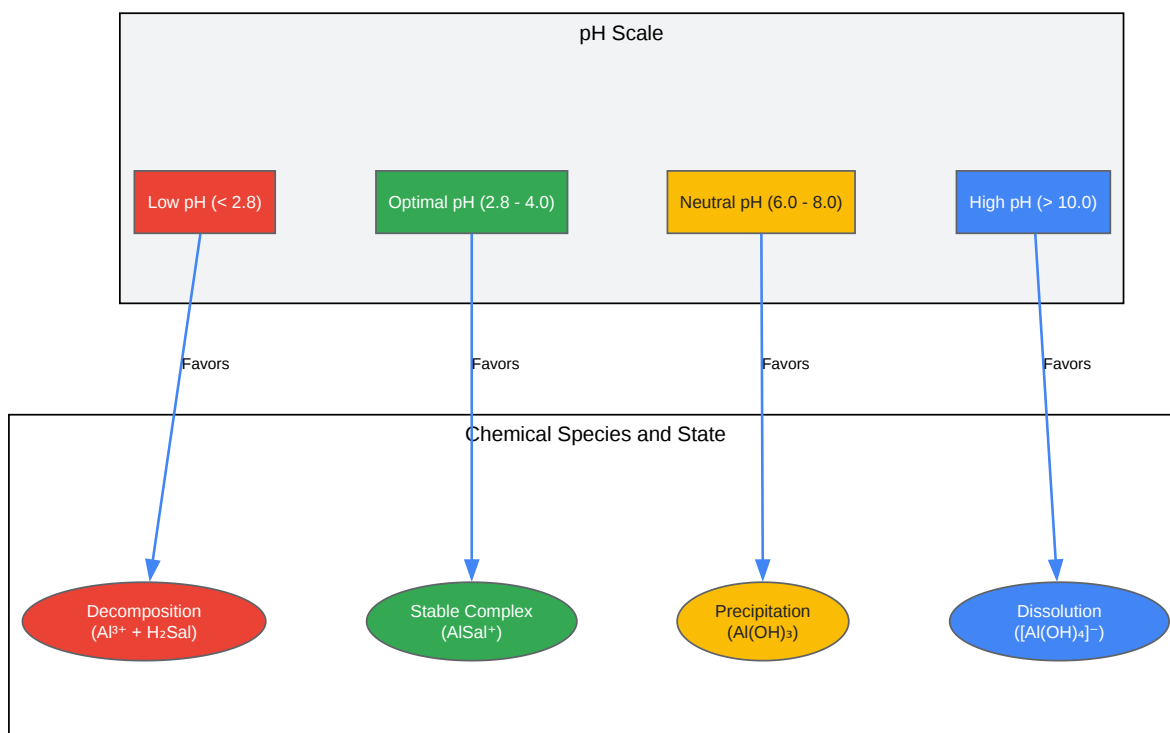 pH Scale
Low pH (< 2.8)
Optimal pH (2.8 - 4.0)
Neutral pH (6.0 - 8.0)
High pH (> 10.0)
Favors
Favors
Favors
Favors
Chemical Species and State
Decomposition
(Al³⁺ + H₂Sal)
Stable Complex
(AlSal⁺)
Precipitation
(Al(OH)₃)
Dissolution
([Al(OH)₄]⁻)